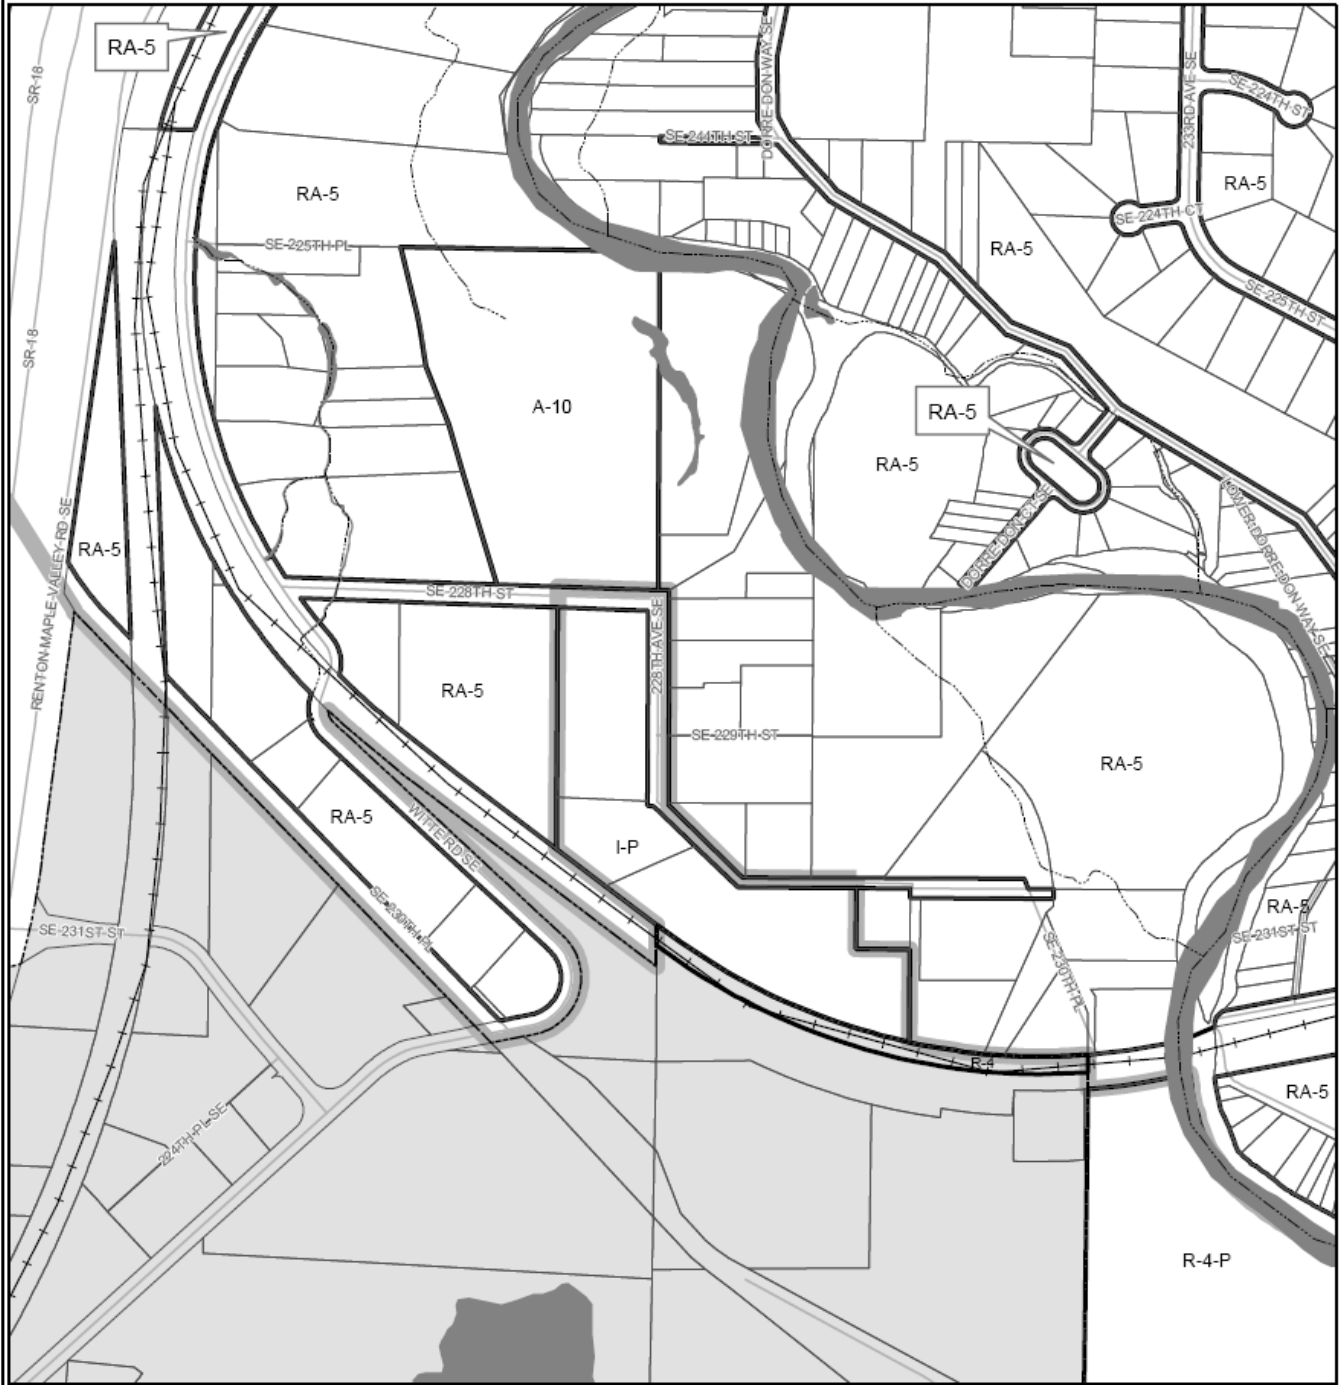 RA-5
SR-18
DORRE-DON-WAY-SE
233RD-AVE-SE
SE-224TH-ST
SE-244TH-ST
RA-5
RA-5
SE-224TH-CT
SE-225TH-PL
RA-5
SE-225TH-ST
SR-18
A-10
RA-5
RA-5
RA-5
RENTON-MAPLE-VALLEY-RD-SE
DORRE-DON-CT-SE
LOWER-DORRE-DON-WAY-SE
SE-228TH-ST
228TH-AVE-SE
RA-5
SE-229TH-ST
RA-5
RA-5
WITTE-RD-SE
I-P
SE-230TH-PL
RA-5
SE-231ST-ST
SE-231ST-ST
SE-230TH-PL
R-4
RA-5
224TH-PL-SE
R-4-P